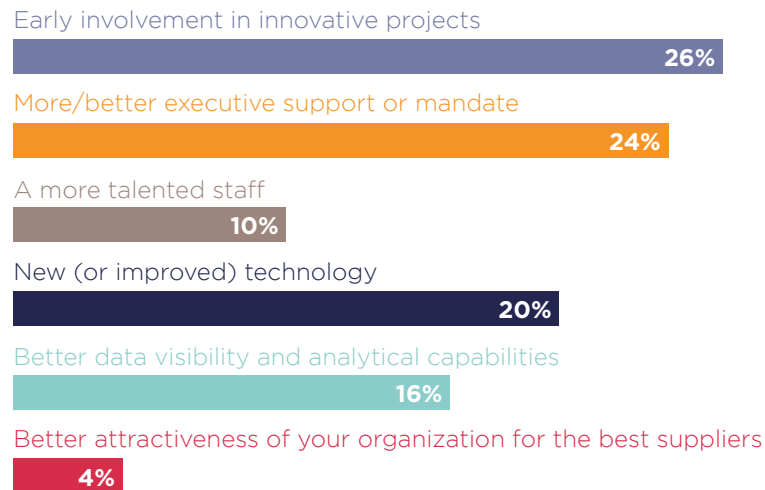 Early involvement in innovative projects
26%
More/better executive support or mandate
24%
A more talented staff
10%
New (or improved) technology
20%
Better data visibility and analytical capabilities
16%
Better attractiveness of your organization for the best suppliers
4%